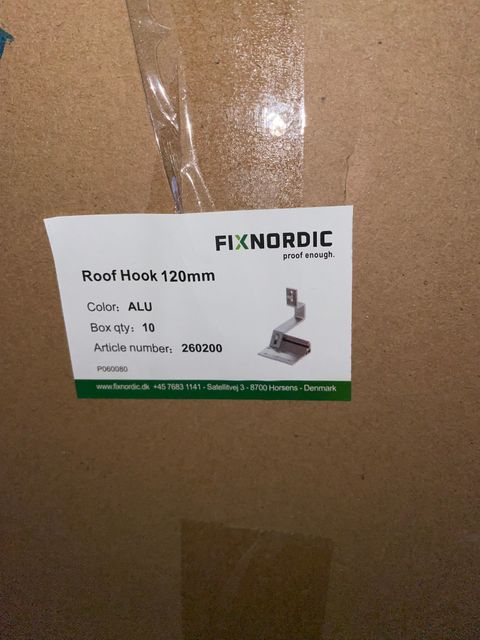 FIXNORDIC
proof enough.
Roof Hook 120mm
Color: ALU
Box qty: 10
Article number: 260200
P060080
www.fixnordic.dk +45 7683 1141 - Satellitvej 3 - 8700 Horsens - Denmark